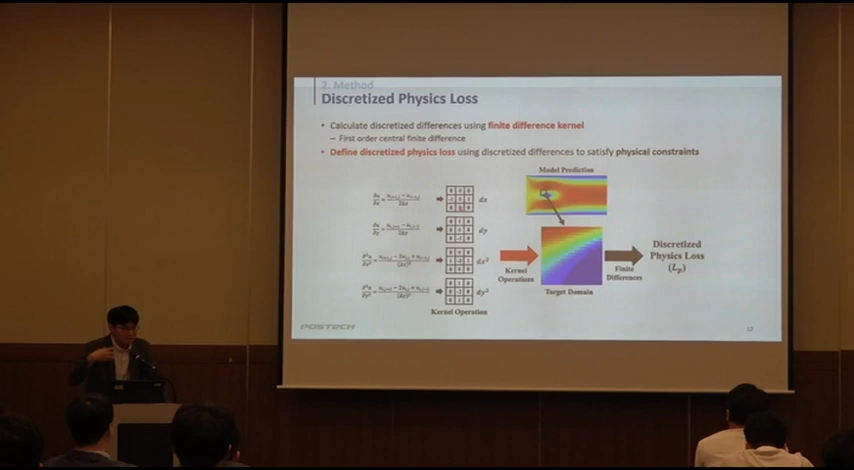 2. Method
Discretized Physics Loss
• Calculate discretized differences using finite difference kernel
– First order central finite difference
• Define discretized physics loss using discretized differences to satisfy physical constraints
Model Prediction
dx
dy
dx²
dy²
Kernel Operation
Kernel
Operations
Target Domain
Finite
Differences
Discretized
Physics Loss
(Lₚ)
POSTECH
12